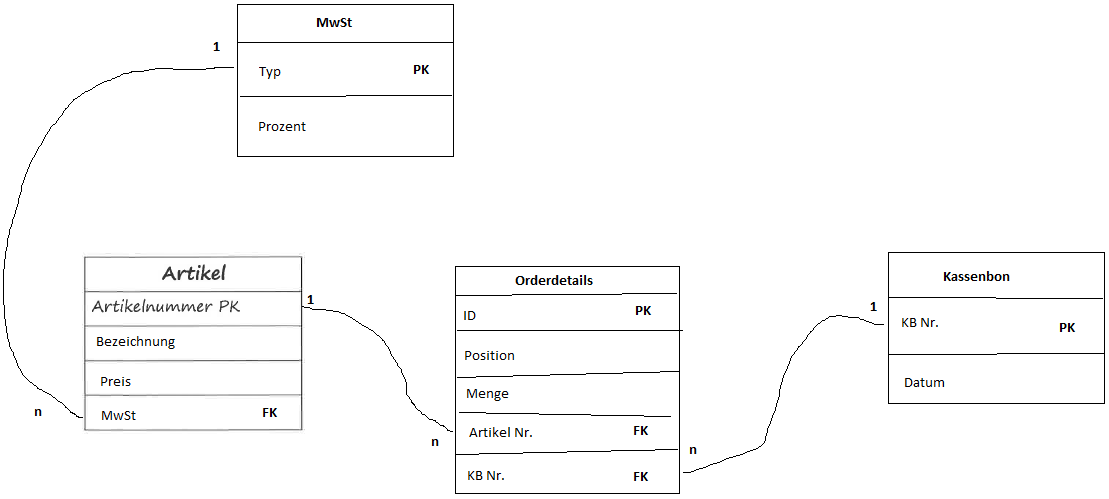 MwSt
1
Typ PK
Prozent
Artikel
Artikelnummer PK
1
Bezeichnung
Preis
n
MwSt FK
Orderdetails
ID PK
Position
Menge
n
Artikel Nr. FK
KB Nr. FK
n
Kassenbon
1
KB Nr. PK
Datum